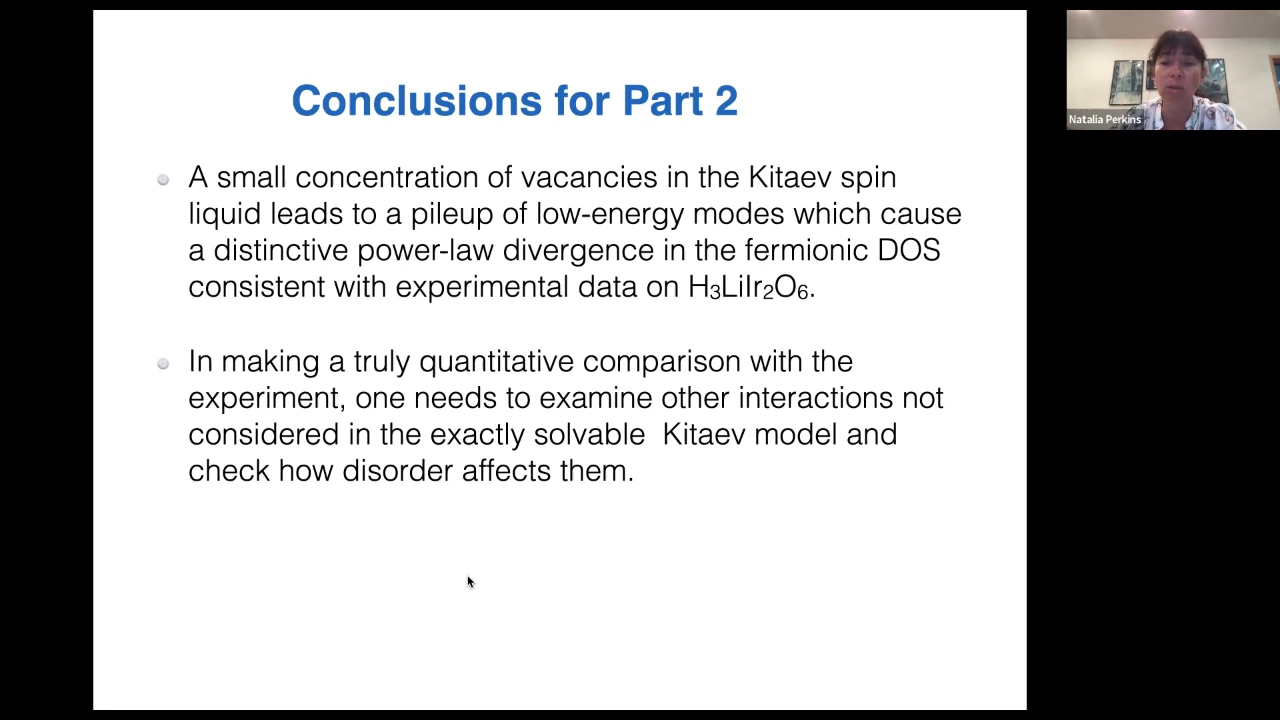 Conclusions for Part 2
A small concentration of vacancies in the Kitaev spin
liquid leads to a pileup of low-energy modes which cause
a distinctive power-law divergence in the fermionic DOS
consistent with experimental data on H₃LiIr₂O₆.
In making a truly quantitative comparison with the
experiment, one needs to examine other interactions not
considered in the exactly solvable  Kitaev model and
check how disorder affects them.
Natalia Perkins